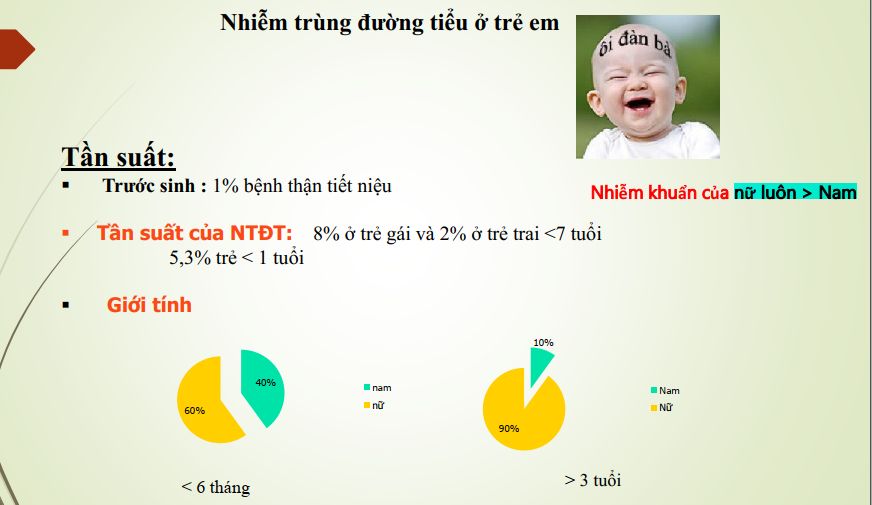 Nhiễm trùng đường tiểu ở trẻ em
ôi đàn bà
Tần suất:
Trước sinh : 1% bệnh thận tiết niệu
Nhiễm khuẩn của nữ luôn > Nam
Tần suất của NTĐT: 8% ở trẻ gái và 2% ở trẻ trai <7 tuổi
5,3% trẻ < 1 tuổi
Giới tính
40%
60%
nam
nữ
< 6 tháng
10%
90%
Nam
Nữ
> 3 tuổi